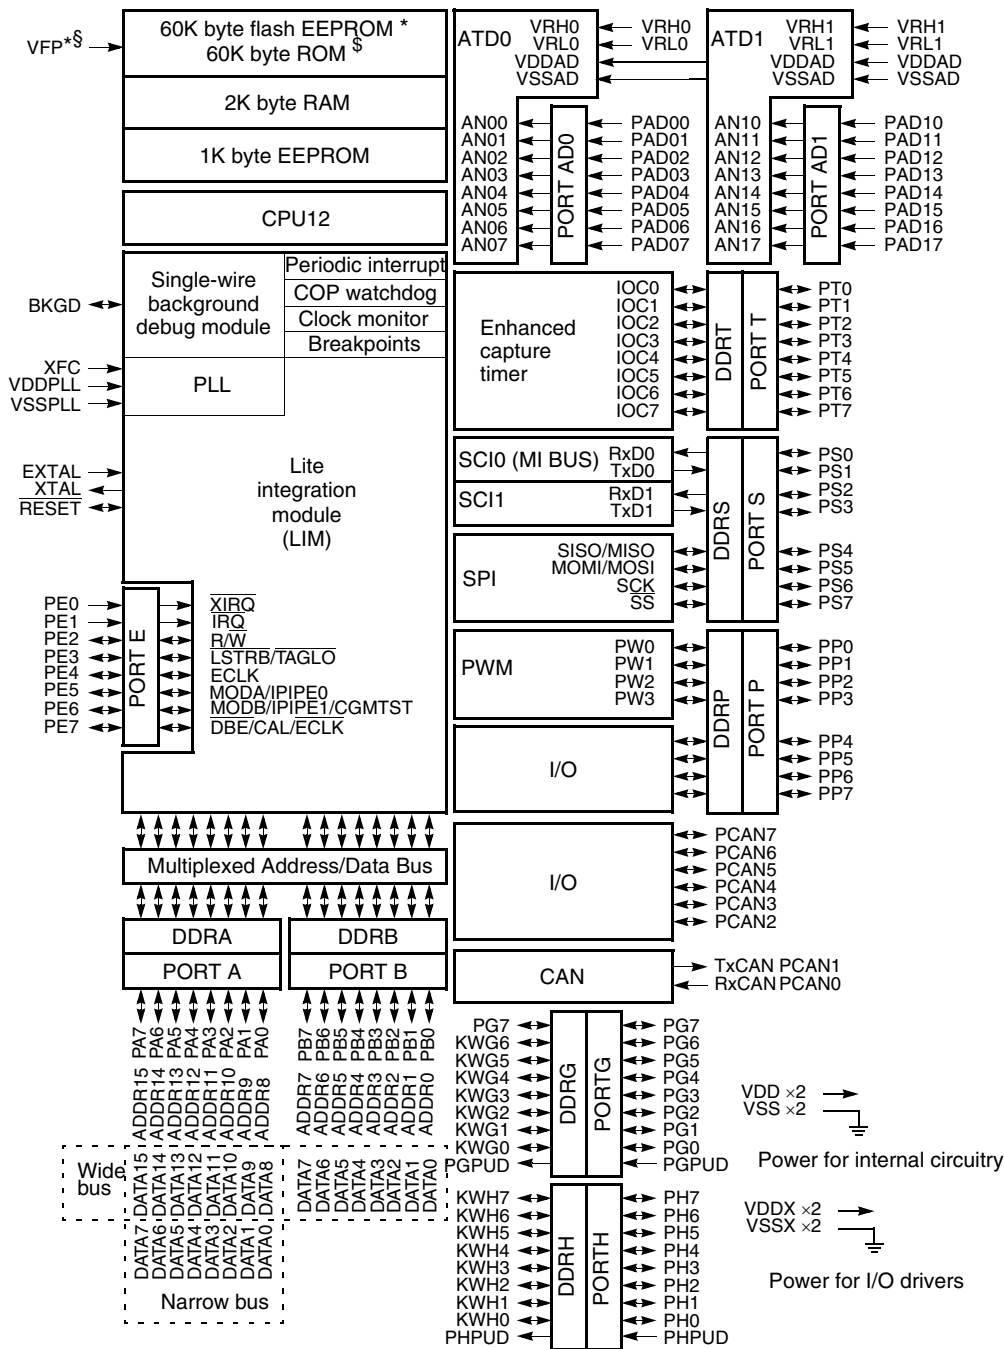 60K byte flash EEPROM *
60K byte ROM $
VFP*§
2K byte RAM
1K byte EEPROM
CPU12
Single-wire
background
debug module
Periodic interrupt
COP watchdog
Clock monitor
Breakpoints
BKGD
XFC
VDDPLL
VSSPLL
PLL
EXTAL
XTAL
RESET
Lite
integration
module
(LIM)
PE0
PE1
PE2
PE3
PE4
PE5
PE6
PE7
PORT E
XIRQ
IRQ
R/W
LSTRB/TAGLO
ECLK
MODA/IPIPE0
MODB/IPIPE1/CGMTST
DBE/CAL/ECLK
Multiplexed Address/Data Bus
DDRA
PORT A
DDRB
PORT B
PA7
PA6
PA5
PA4
PA3
PA2
PA1
PA0
PB7
PB6
PB5
PB4
PB3
PB2
PB1
PB0
ADDR15
ADDR14
ADDR13
ADDR12
ADDR11
ADDR10
ADDR9
ADDR8
ADDR7
ADDR6
ADDR5
ADDR4
ADDR3
ADDR2
ADDR1
ADDR0
Wide
bus
DATA15
DATA14
DATA13
DATA12
DATA11
DATA10
DATA9
DATA8
DATA7
DATA6
DATA5
DATA4
DATA3
DATA2
DATA1
DATA0
DATA7
DATA6
DATA5
DATA4
DATA3
DATA2
DATA1
DATA0
Narrow bus
ATD0
VRH0
VRL0
VDDAD
VSSAD
VRH0
VRL0
AN00
AN01
AN02
AN03
AN04
AN05
AN06
AN07
PORT AD0
PAD00
PAD01
PAD02
PAD03
PAD04
PAD05
PAD06
PAD07
ATD1
VRH1
VRL1
VDDAD
VSSAD
VRH1
VRL1
VDDAD
VSSAD
AN10
AN11
AN12
AN13
AN14
AN15
AN16
AN17
PORT AD1
PAD10
PAD11
PAD12
PAD13
PAD14
PAD15
PAD16
PAD17
Enhanced
capture
timer
IOC0
IOC1
IOC2
IOC3
IOC4
IOC5
IOC6
IOC7
DDRT
PORT T
PT0
PT1
PT2
PT3
PT4
PT5
PT6
PT7
SCI0 (MI BUS)
RxD0
TxD0
SCI1
RxD1
TxD1
SPI
SISO/MISO
MOMI/MOSI
SCK
SS
DDRS
PORT S
PS0
PS1
PS2
PS3
PS4
PS5
PS6
PS7
PWM
PW0
PW1
PW2
PW3
I/O
DDRP
PORT P
PP0
PP1
PP2
PP3
PP4
PP5
PP6
PP7
I/O
PCAN7
PCAN6
PCAN5
PCAN4
PCAN3
PCAN2
CAN
TxCAN PCAN1
RxCAN PCAN0
PG7
KWG6
KWG5
KWG4
KWG3
KWG2
KWG1
KWG0
PGPUD
DDRG
PORTG
PG7
PG6
PG5
PG4
PG3
PG2
PG1
PG0
PGPUD
KWH7
KWH6
KWH5
KWH4
KWH3
KWH2
KWH1
KWH0
PHPUD
DDRH
PORTH
PH7
PH6
PH5
PH4
PH3
PH2
PH1
PH0
PHPUD
VDD ×2
VSS ×2
Power for internal circuitry
VDDX ×2
VSSX ×2
Power for I/O drivers